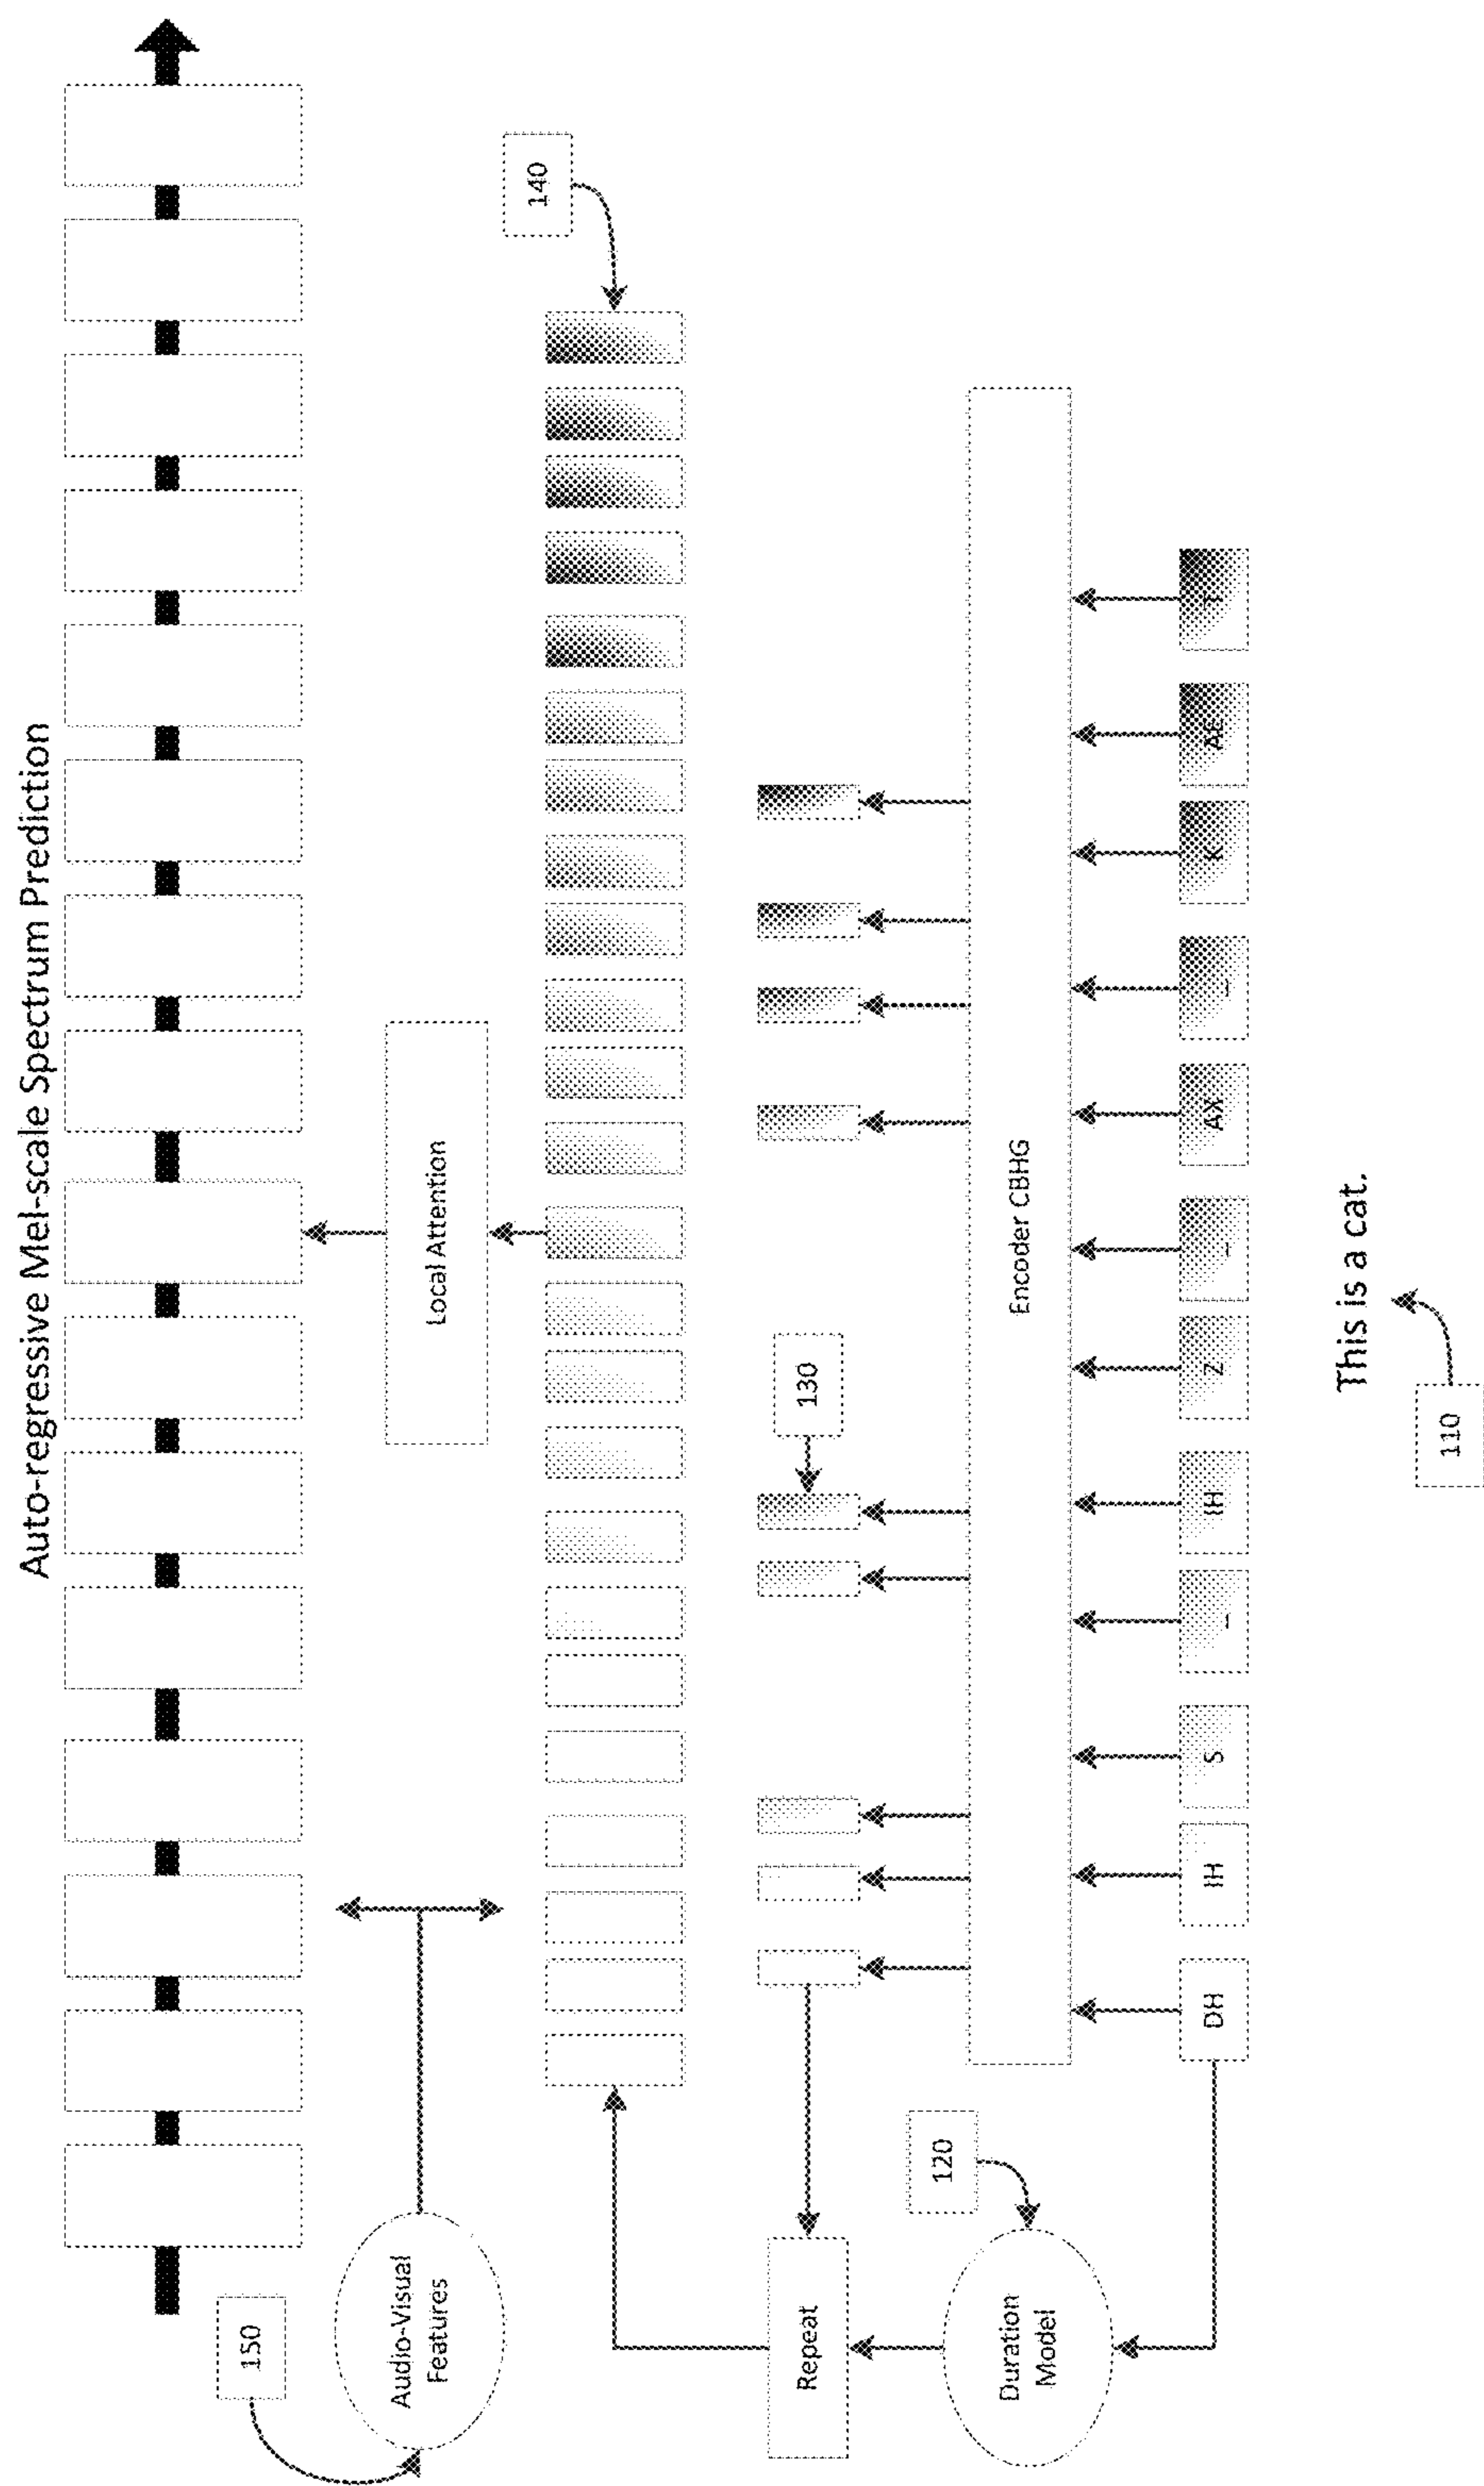 Auto-regressive Mel-scale Spectrum Prediction
150
Audio-Visual
Features
Local Attention
140
Repeat
130
120
Duration
Model
Encoder CBHG
DH
IH
S
_
IH
Z
_
AX
_
K
AE
T
This is a cat.
110